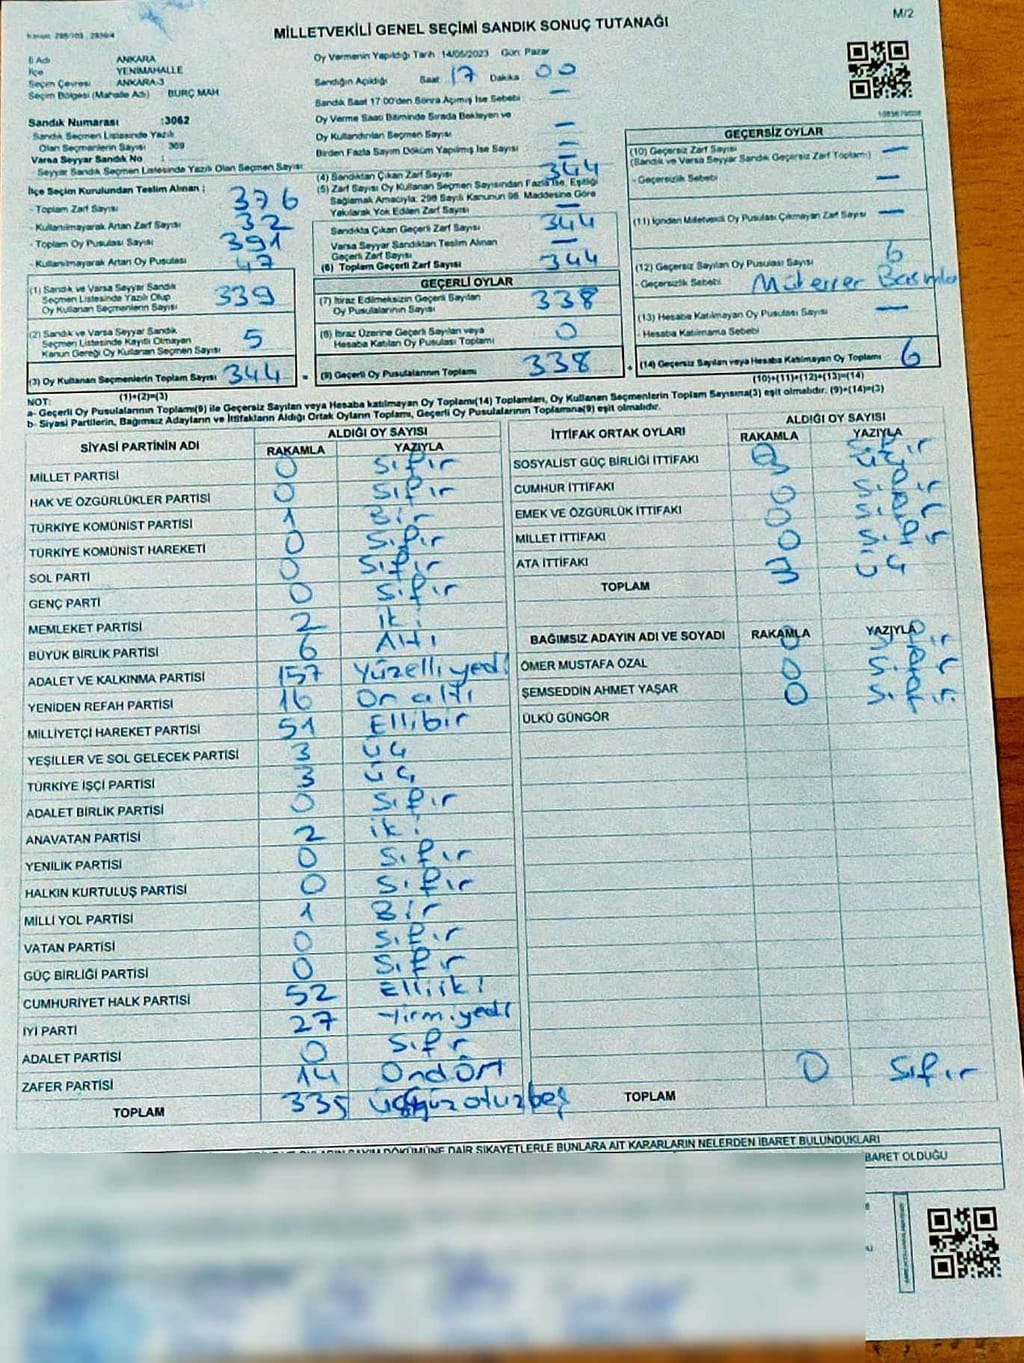 M/2
MİLLETVEKİLİ GENEL SEÇİMİ SANDIK SONUÇ TUTANAĞI
İl Adı ANKARA
İlçe YENİMAHALLE
Seçim Çevresi ANKARA-3
Seçim Bölgesi (Mahalle Adı) : BURÇ MAH
Sandık Numarası :3062
Sandık Seçmen Listesinde Yazılı
Olan Seçmenlerin Sayısı 369
Varsa Seyyar Sandık No :
- Seyyar Sandık Seçmen Listesinde Yazılı Olan Seçmen Sayısı:
İlçe Seçim Kurulundan Teslim Alınan :
- Toplam Zarf Sayısı 376
- Kullanılmayarak Artan Zarf Sayısı 32
- Toplam Oy Pusulası Sayısı 391
- Kullanılmayarak Artan Oy Pusulası 47
(1) Sandık ve Varsa Seyyar Sandık
Seçmen Listesinde Yazılı Olup
Oy Kullanan Seçmenlerin Sayısı 339
(2) Sandık ve Varsa Seyyar Sandık
Seçmen Listesinde Kayıtlı Olmayan
Kanun Gereği Oy Kullanan Seçmen Sayısı 5
(3) Oy Kullanan Seçmenlerin Toplam Sayısı 344
(1)+(2)=(3)
Oy Vermenin Yapıldığı Tarih 14/05/2023 Gün: Pazar
Sandığın Açıldığı Saat 17 Dakika 00
Sandık Saat 17:00'den Sonra Açılmış İse Sebebi —
Oy Verme Saati Bitiminde Sırada Bekleyen ve
Oy Kullandırılan Seçmen Sayısı —
Birden Fazla Sayım Döküm Yapılmış İse Sayısı —
(4) Sandıktan Çıkan Zarf Sayısı 344
(5) Zarf Sayısı Oy Kullanan Seçmen Sayısından Fazla İse, Eşitliği
Sağlamak Amacıyla; 298 Sayılı Kanunun 98. Maddesine Göre
Yakılarak Yok Edilen Zarf Sayısı —
Sandıkta Çıkan Geçerli Zarf Sayısı 344
Varsa Seyyar Sandıktan Teslim Alınan
Geçerli Zarf Sayısı —
(6) Toplam Geçerli Zarf Sayısı 344
GEÇERLİ OYLAR
(7) İtiraz Edilmeksizin Geçerli Sayılan
Oy Pusulalarının Sayısı 338
(8) İtiraz Üzerine Geçerli Sayılan veya
Hesaba Katılan Oy Pusulası Toplamı 0
(9) Geçerli Oy Pusulalarının Toplamı 338
GEÇERSİZ OYLAR
(10) Geçersiz Zarf Sayısı —
(Sandık ve Varsa Seyyar Sandık Geçersiz Zarf Toplamı)
- Geçersizlik Sebebi —
(11) İçinden Milletvekili Oy Pusulası Çıkmayan Zarf Sayısı —
(12) Geçersiz Sayılan Oy Pusulası Sayısı 6
- Geçersizlik Sebebi
(13) Hesaba Katılmayan Oy Pusulası Sayısı —
- Hesaba Katılmama Sebebi
(14) Geçersiz Sayılan veya Hesaba Katılmayan Oy Toplamı 6
(10)+(11)+(12)+(13)=(14)
NOT:
a- Geçerli Oy Pusulalarının Toplamı(9) ile Geçersiz Sayılan veya Hesaba katılmayan Oy Toplamı(14) Toplamları, Oy Kullanan Seçmenlerin Toplam Sayısına(3) eşit olmalıdır. (9)+(14)=(3)
b- Siyasi Partilerin, Bağımsız Adayların ve İttifakların Aldığı Ortak Oyların Toplamı, Geçerli Oy Pusulalarının Toplamına(9) eşit olmalıdır.
SİYASİ PARTİNİN ADI ALDIĞI OY SAYISI
RAKAMLA YAZIYLA
MİLLET PARTİSİ 0 Sıfır
HAK VE ÖZGÜRLÜKLER PARTİSİ 0 Sıfır
TÜRKİYE KOMÜNİST PARTİSİ 1 Bir
TÜRKİYE KOMÜNİST HAREKETİ 0 Sıfır
SOL PARTİ 0 Sıfır
GENÇ PARTİ 0 Sıfır
MEMLEKET PARTİSİ 2 iki
BÜYÜK BİRLİK PARTİSİ 6 Altı
ADALET VE KALKINMA PARTİSİ 157 Yüzelliyedi
YENİDEN REFAH PARTİSİ 16 On altı
MİLLİYETÇİ HAREKET PARTİSİ 51 Ellibir
YEŞİLLER VE SOL GELECEK PARTİSİ 3 üç
TÜRKİYE İŞÇİ PARTİSİ 3 üç
ADALET BİRLİK PARTİSİ 0 Sıfır
ANAVATAN PARTİSİ 2 iki
YENİLİK PARTİSİ 0 Sıfır
HALKIN KURTULUŞ PARTİSİ 0 Sıfır
MİLLİ YOL PARTİSİ 1 Bir
VATAN PARTİSİ 0 Sıfır
GÜÇ BİRLİĞİ PARTİSİ 0 Sıfır
CUMHURİYET HALK PARTİSİ 52 Elliiki
İYİ PARTİ 27 Yirmiyedi
ADALET PARTİSİ 0 Sıfır
ZAFER PARTİSİ 14 Ondört
TOPLAM 335 üçyüzotuzbeş
İTTİFAK ORTAK OYLARI ALDIĞI OY SAYISI
RAKAMLA YAZIYLA
SOSYALİST GÜÇ BİRLİĞİ İTTİFAKI 0
CUMHUR İTTİFAKI 3
EMEK VE ÖZGÜRLÜK İTTİFAKI 0
MİLLET İTTİFAKI 0
ATA İTTİFAKI 0
TOPLAM 3 üç
BAĞIMSIZ ADAYIN ADI VE SOYADI RAKAMLA YAZIYLA
ÖMER MUSTAFA ÖZAL 0
ŞEMSEDDİN AHMET YAŞAR 0
ÜLKÜ GÜNGÖR 0
TOPLAM 0 Sıfır
SAYIM DÖKÜMÜNE DAİR ŞİKAYETLERLE BUNLARA AİT KARARLARIN NELERDEN İBARET BULUNDUKLARI
İBARET OLDUĞU